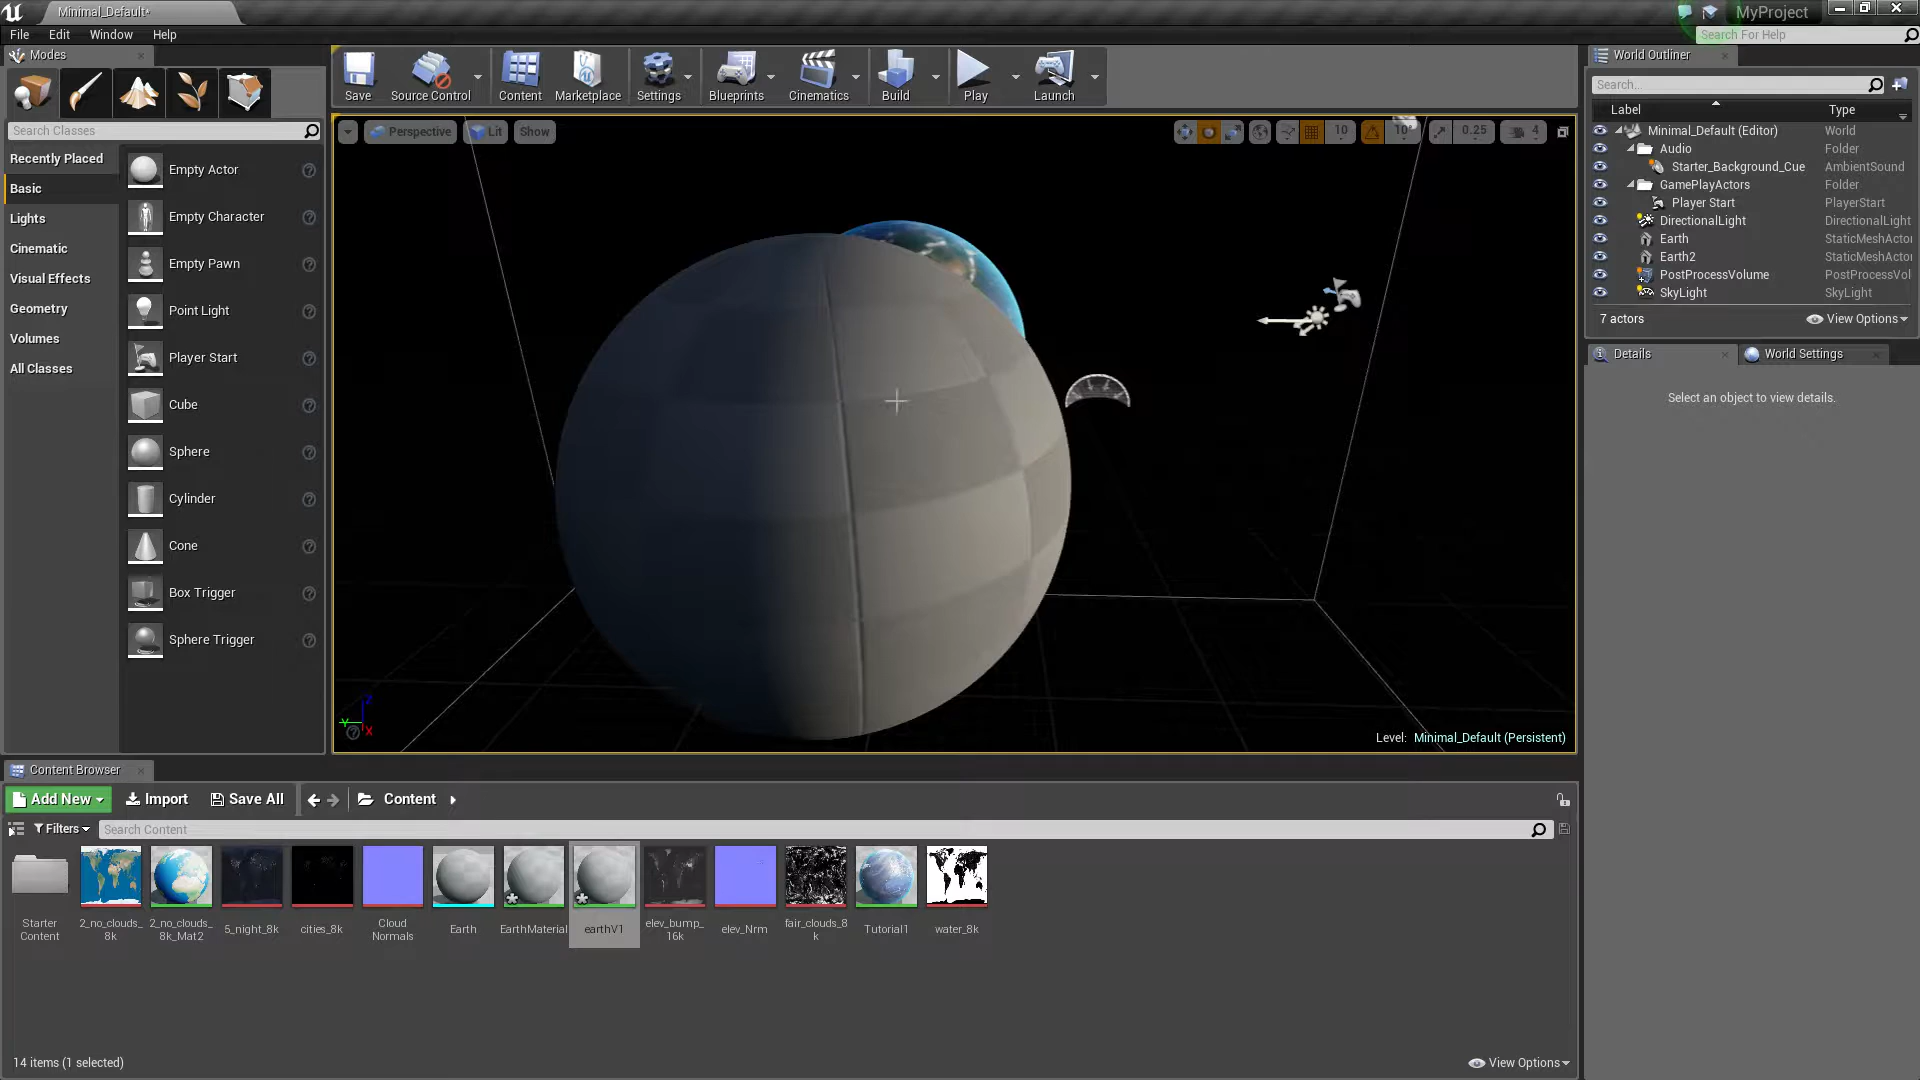 Minimal_Default*
MyProject
File Edit Window Help
Search For Help
Modes
Search Classes
Recently Placed
Basic
Lights
Cinematic
Visual Effects
Geometry
Volumes
All Classes
Empty Actor
Empty Character
Empty Pawn
Point Light
Player Start
Cube
Sphere
Cylinder
Cone
Box Trigger
Sphere Trigger
Save Source Control Content Marketplace Settings Blueprints Cinematics Build Play Launch
Perspective Lit Show
10 10° 0.25 4
Z
Y
X
Level: Minimal_Default (Persistent)
World Outliner
Search...
Label Type
Minimal_Default (Editor) World
Audio Folder
Starter_Background_Cue AmbientSound
GamePlayActors Folder
Player Start PlayerStart
DirectionalLight DirectionalLight
Earth StaticMeshActo
Earth2 StaticMeshActo
PostProcessVolume PostProcessVol
SkyLight SkyLight
7 actors View Options
Details World Settings
Select an object to view details.
Content Browser
Add New Import Save All Content
Filters Search Content
Starter Content
2_no_clouds_8k
2_no_clouds_8k_Mat2
5_night_8k
cities_8k
Cloud Normals
Earth
EarthMaterial
earthV1
elev_bump_16k
elev_Nrm
fair_clouds_8k
Tutorial1
water_8k
14 items (1 selected) View Options